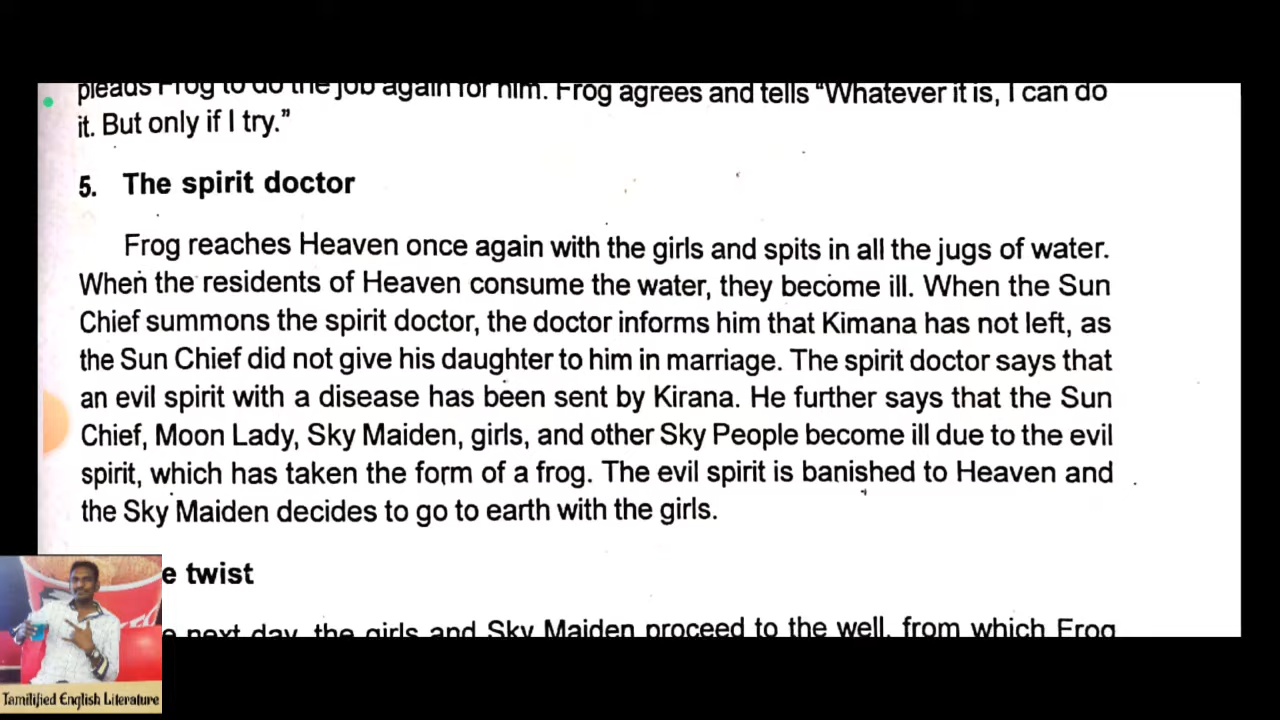 pleads Frog to do the job again for him. Frog agrees and tells “Whatever it is, I can do
it. But only if I try.”
5. The spirit doctor
Frog reaches Heaven once again with the girls and spits in all the jugs of water.
When the residents of Heaven consume the water, they become ill. When the Sun
Chief summons the spirit doctor, the doctor informs him that Kimana has not left, as
the Sun Chief did not give his daughter to him in marriage. The spirit doctor says that
an evil spirit with a disease has been sent by Kirana. He further says that the Sun
Chief, Moon Lady, Sky Maiden, girls, and other Sky People become ill due to the evil
spirit, which has taken the form of a frog. The evil spirit is banished to Heaven and
the Sky Maiden decides to go to earth with the girls.
e twist
next day, the girls and Sky Maiden proceed to the well, from which Frog
Tamilified English Literature